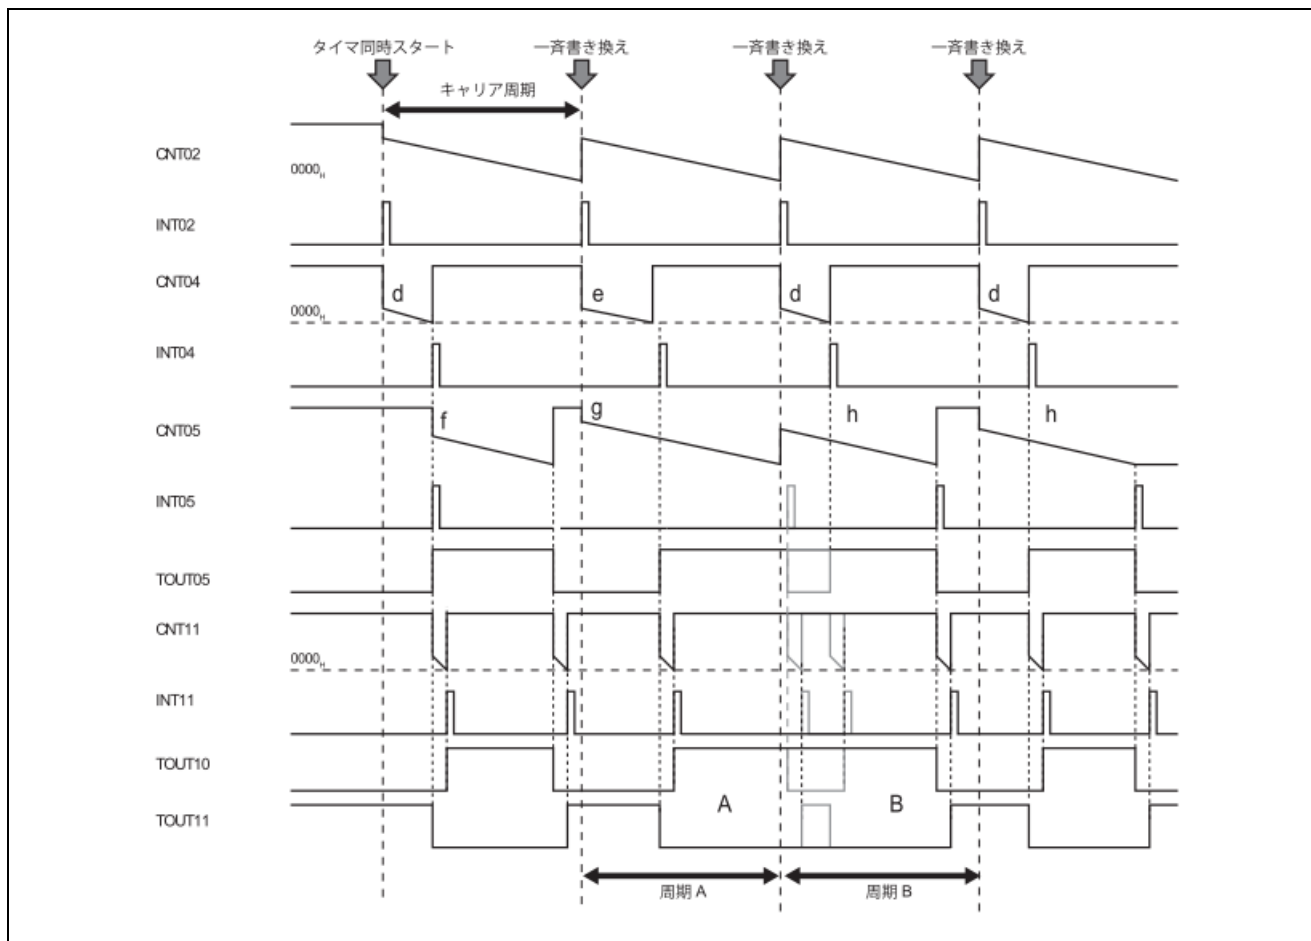 タイマ同時スタート 一斉書き換え 一斉書き換え 一斉書き換え
キャリア周期
CNT02
0000H
INT02
CNT04 d e d d
0000H
INT04
CNT05 f g h h
INT05
TOUT05
CNT11
0000H
INT11
TOUT10
A B
TOUT11
周期 A 周期 B